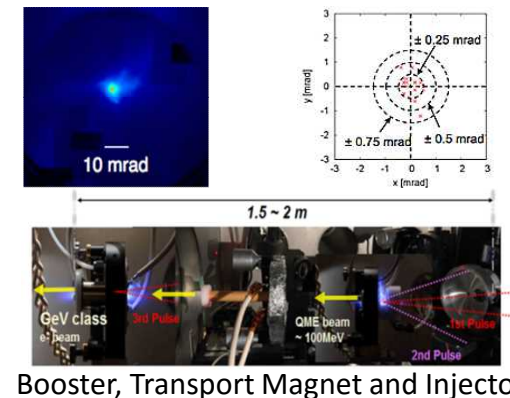 10 mrad
3
2
1
0
-1
-2
-3
y [mrad]
± 0.25 mrad
± 0.75 mrad
± 0.5 mrad
-3 -2 -1 0 1 2 3
x [mrad]
1.5 ~ 2 m
GeV class
e- beam
3rd Pulse
QME beam
~ 100MeV
1st Pulse
2nd Pulse
Booster, Transport Magnet and Injecto